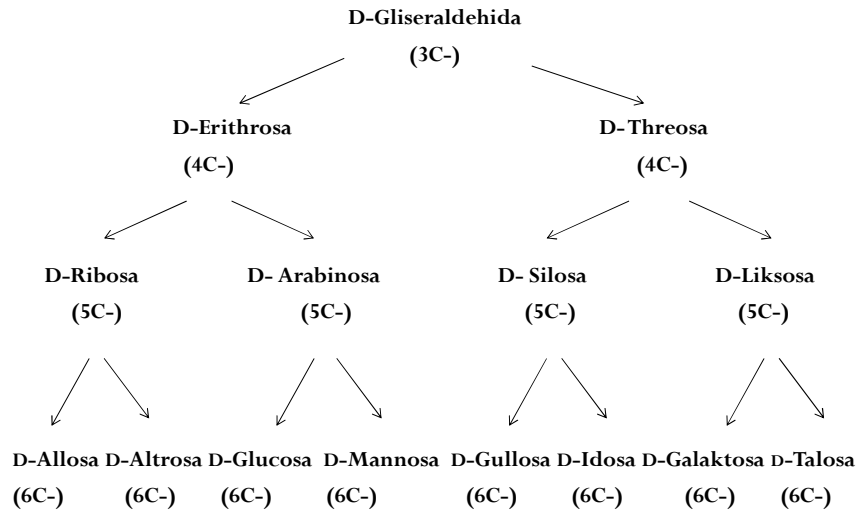 D-Gliseraldehida
(3C-)
D-Erithrosa
D-Threosa
(4C-)
(4C-)
D-Ribosa
D- Arabinosa
D- Silosa
D-Liksosa
(5C-)
(5C-)
(5C-)
(5C-)
D-Allosa
D-Altrosa
D-Glucosa
D-Mannosa
D-Gullosa
D-Idosa
D-Galaktosa
D-Talosa
(6C-)
(6C-)
(6C-)
(6C-)
(6C-)
(6C-)
(6C-)
(6C-)